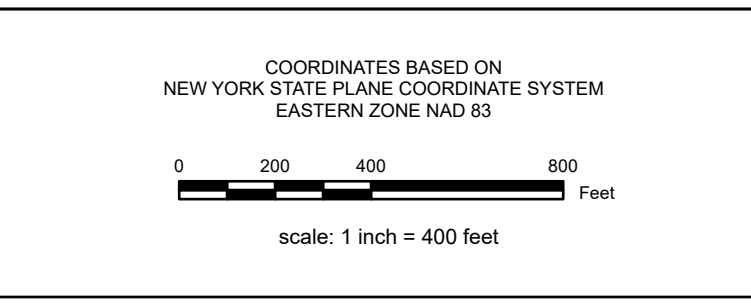 COORDINATES BASED ON
NEW YORK STATE PLANE COORDINATE SYSTEM
EASTERN ZONE NAD 83
0 200 400 800
Feet
scale: 1 inch = 400 feet